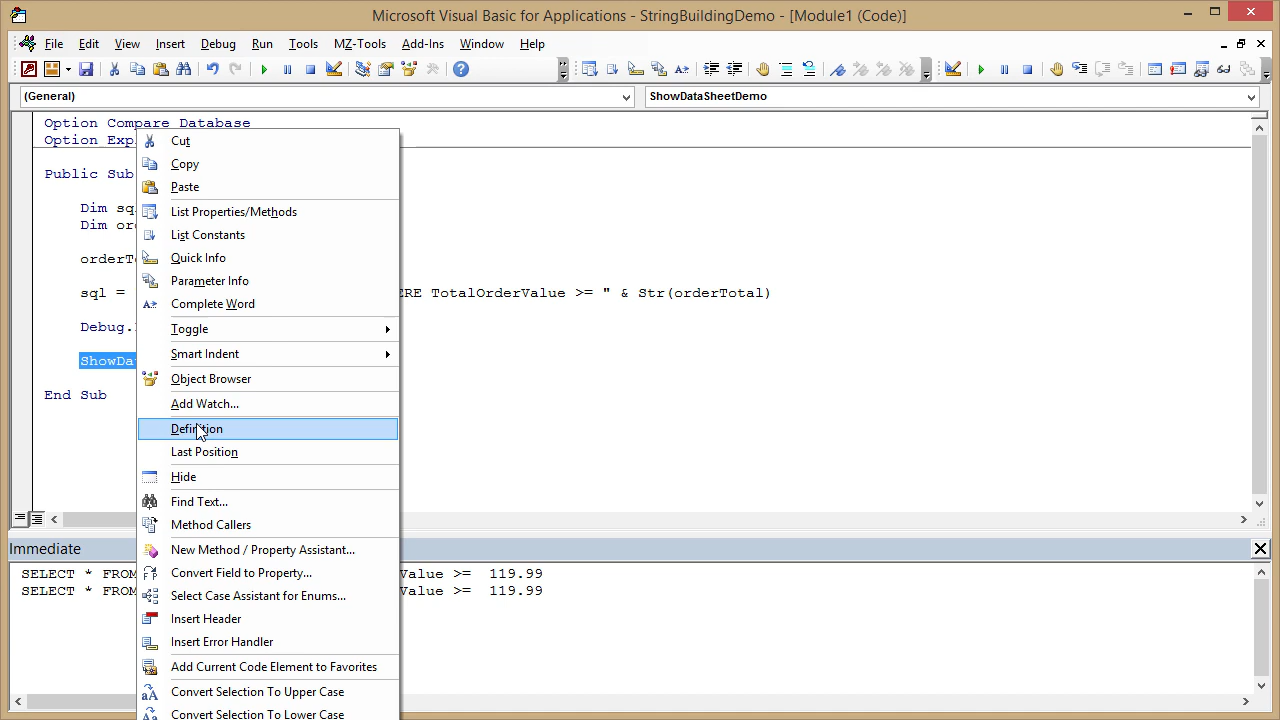 Microsoft Visual Basic for Applications - StringBuildingDemo - [Module1 (Code)]
File Edit View Insert Debug Run Tools MZ-Tools Add-Ins Window Help
(General) ShowDataSheetDemo
Option Compare Database
Option Exp
Public Sub
Dim sq
Dim or
orderT
sql = ERE TotalOrderValue >= " & Str(orderTotal)
Debug.
ShowDa
End Sub
Cut
Copy
Paste
List Properties/Methods
List Constants
Quick Info
Parameter Info
Complete Word
Toggle
Smart Indent
Object Browser
Add Watch...
Definition
Last Position
Hide
Find Text...
Method Callers
New Method / Property Assistant...
Convert Field to Property...
Select Case Assistant for Enums...
Insert Header
Insert Error Handler
Add Current Code Element to Favorites
Convert Selection To Upper Case
Convert Selection To Lower Case
Immediate
SELECT * FROM Value >= 119.99
SELECT * FROM Value >= 119.99